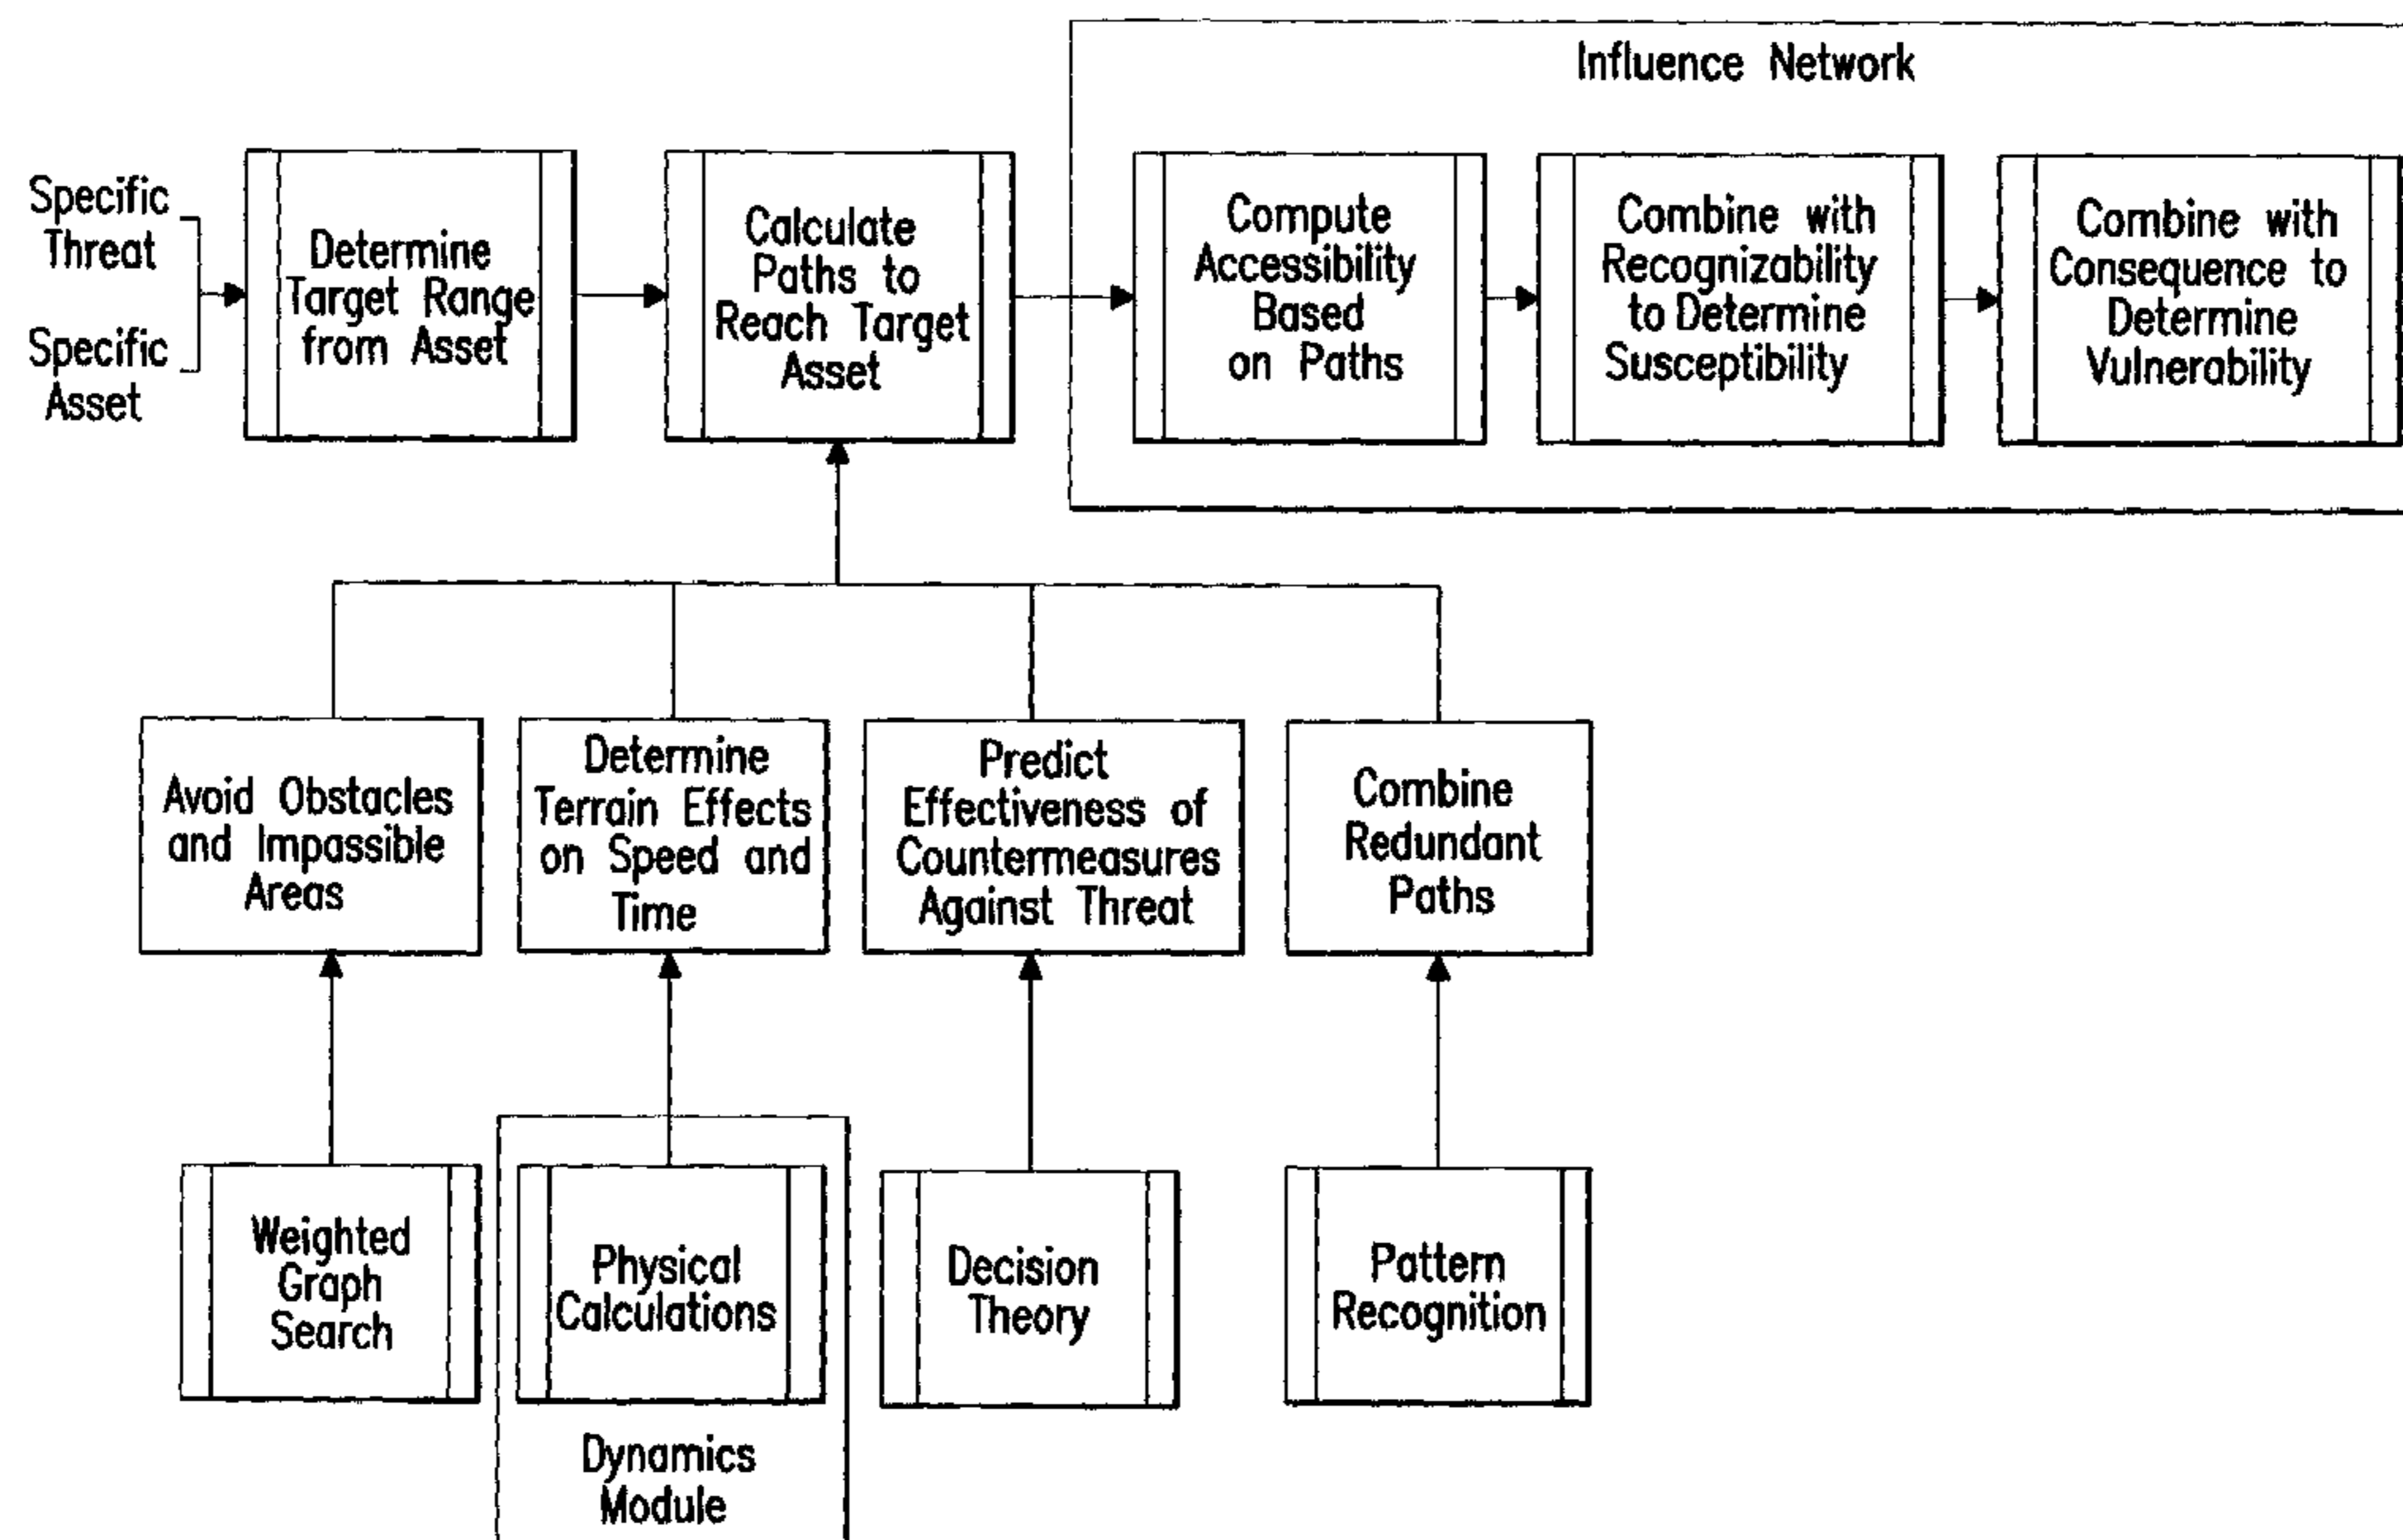 Influence Network
Specific
Threat
Specific
Asset
Determine
Target Range
from Asset
Calculate
Paths to
Reach Target
Asset
Compute
Accessibility
Based
on Paths
Combine with
Recognizability
to Determine
Susceptibility
Combine with
Consequence to
Determine
Vulnerability
Avoid Obstacles
and Impassible
Areas
Determine
Terrain Effects
on Speed and
Time
Predict
Effectiveness of
Countermeasures
Against Threat
Combine
Redundant
Paths
Weighted
Graph
Search
Physical
Calculations
Dynamics
Module
Decision
Theory
Pattern
Recognition